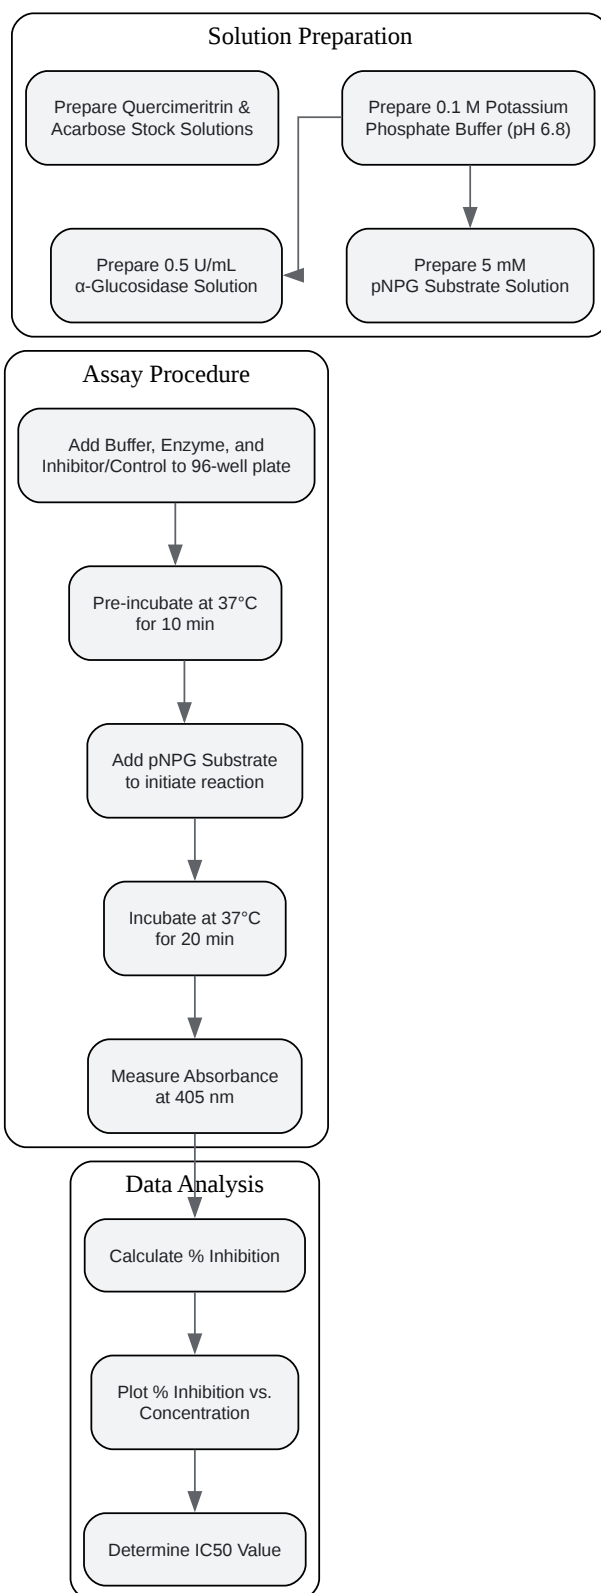 Solution Preparation
Prepare Quercimeritrin &
Acarbose Stock Solutions
Prepare 0.1 M Potassium
Phosphate Buffer (pH 6.8)
Prepare 0.5 U/mL
α-Glucosidase Solution
Prepare 5 mM
pNPG Substrate Solution
Assay Procedure
Add Buffer, Enzyme, and
Inhibitor/Control to 96-well plate
Pre-incubate at 37°C
for 10 min
Add pNPG Substrate
to initiate reaction
Incubate at 37°C
for 20 min
Measure Absorbance
at 405 nm
Data Analysis
Calculate % Inhibition
Plot % Inhibition vs.
Concentration
Determine IC50 Value